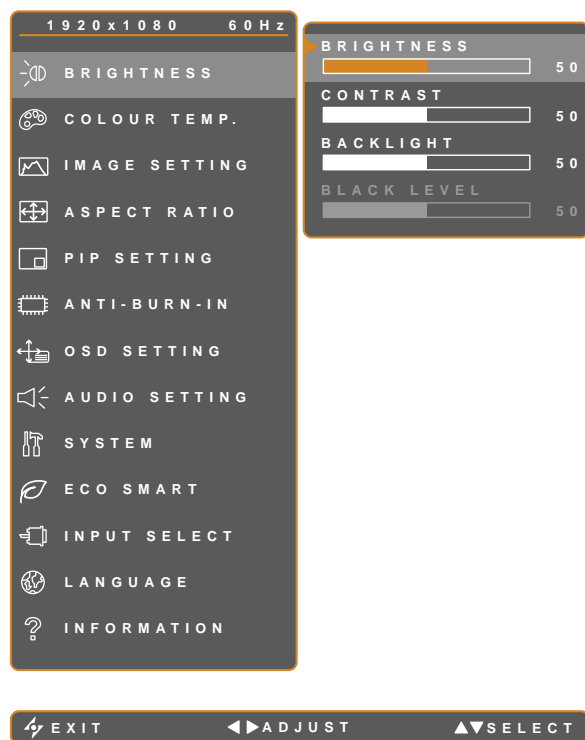 1920x1080 60Hz
BRIGHTNESS
COLOUR TEMP.
IMAGE SETTING
ASPECT RATIO
PIP SETTING
ANTI-BURN-IN
OSD SETTING
AUDIO SETTING
SYSTEM
ECO SMART
INPUT SELECT
LANGUAGE
INFORMATION
BRIGHTNESS
50
CONTRAST
50
BACKLIGHT
50
BLACK LEVEL
50
EXIT ADJUST SELECT